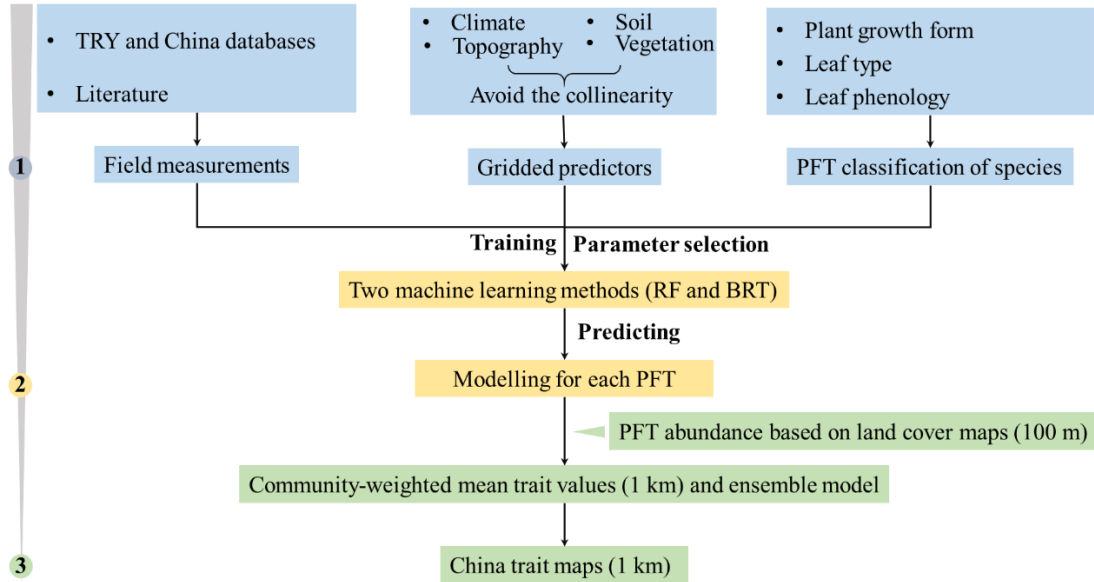 • TRY and China databases
• Literature
• Climate
• Soil
• Topography
• Vegetation
Avoid the collinearity
• Plant growth form
• Leaf type
• Leaf phenology
1
Field measurements
Gridded predictors
PFT classification of species
Training
Parameter selection
Two machine learning methods (RF and BRT)
Predicting
2
Modelling for each PFT
PFT abundance based on land cover maps (100 m)
Community-weighted mean trait values (1 km) and ensemble model
3
China trait maps (1 km)